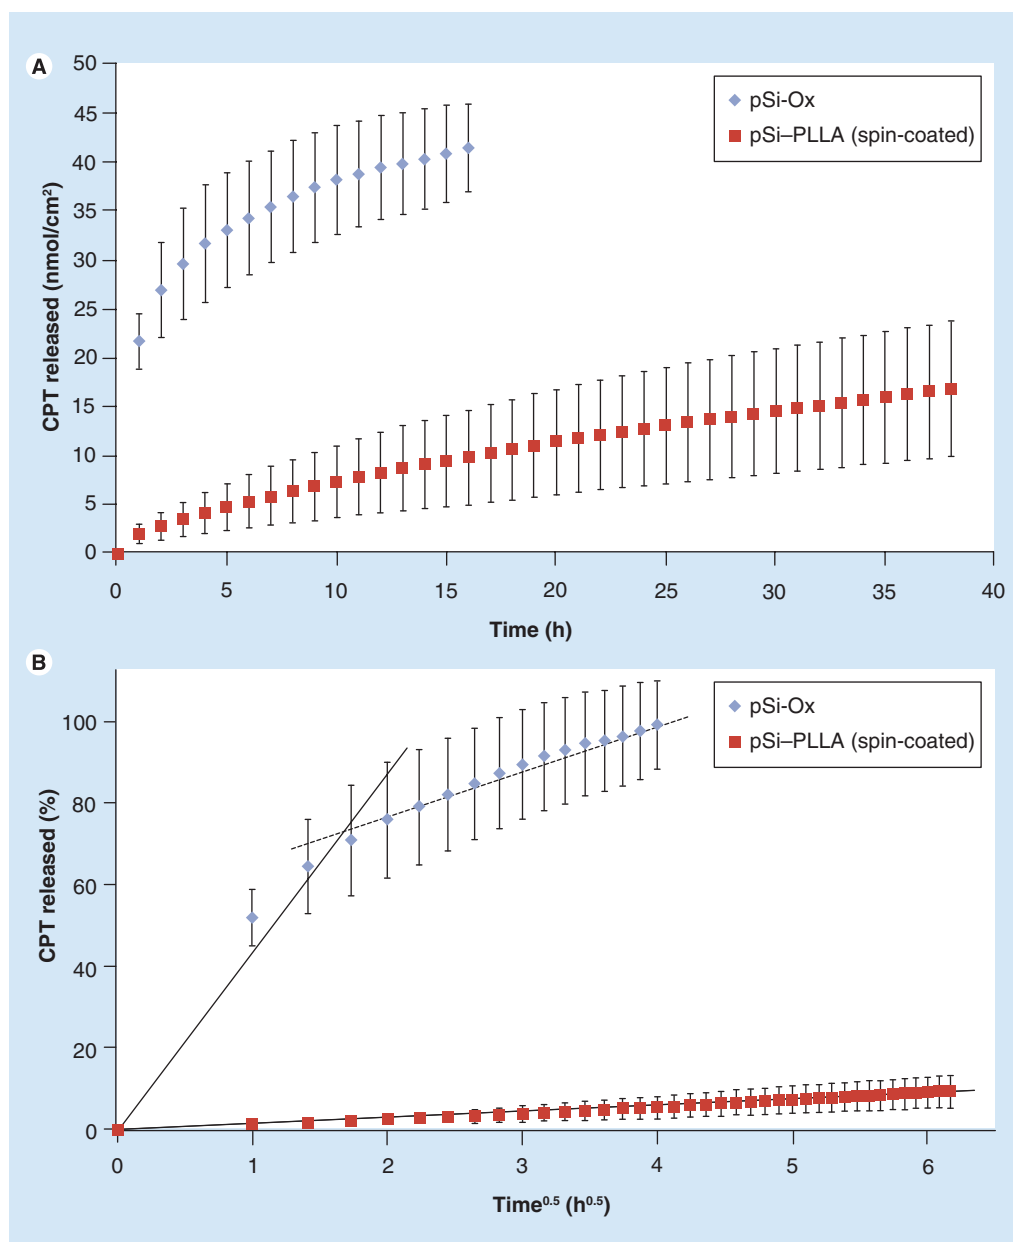 A
50
45
40
35
30
25
20
15
10
5
0
CPT released (nmol/cm²)
pSi-Ox
pSi–PLLA (spin-coated)
0 5 10 15 20 25 30 35 40
Time (h)
B
100
80
60
40
20
0
CPT released (%)
pSi-Ox
pSi–PLLA (spin-coated)
0 1 2 3 4 5 6
Time⁰·⁵ (h⁰·⁵)